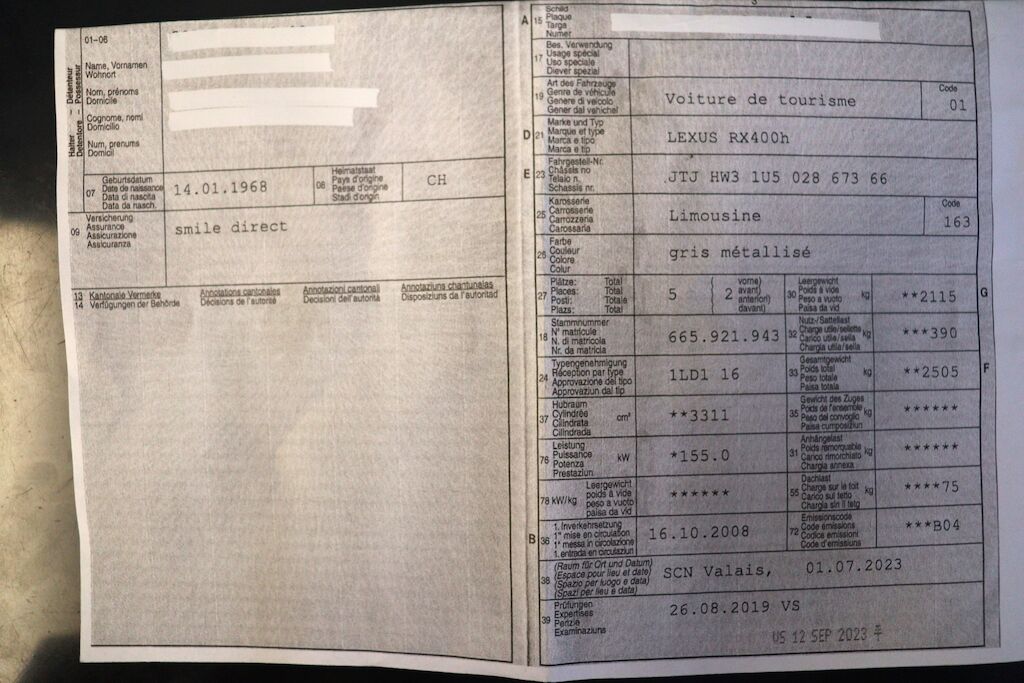 01-06
Halter - Détenteur
Detentore - Possessur
Name, Vornamen
Wohnort
Nom, prénoms
Domicile
Cognome, nomi
Domicilio
Num, prenums
Domicil
07
Geburtsdatum
Date de naissance
Data di nascita
Data da nasch.
14.01.1968
08
Heimatstaat
Pays d'origine
Paese d'origine
Stadi d'origin
CH
09
Versicherung
Assurance
Assicurazione
Assicuranza
smile direct
13 Kantonale Vermerke
14 Verfügungen der Behörde
Annotations cantonales
Décisions de l'autorité
Annotazioni cantonali
Decisioni dell'autorità
Annotaziuns chantunalas
Disposiziuns da l'autoritad
A 15
Schild
Plaque
Targa
Numer
17
Bes. Verwendung
Usage spécial
Uso speciale
Diever spezial
19
Art des Fahrzeugs
Genre de véhicule
Genere di veicolo
Gener dal vehichel
Voiture de tourisme
Code
01
D 21
Marke und Typ
Marque et type
Marca e tipo
Marca e tip
LEXUS RX400h
E 23
Fahrgestell-Nr.
Châssis no
Telaio n.
Schassis nr.
JTJ HW3 1U5 028 673 66
25
Karosserie
Carrosserie
Carrozzeria
Carossaria
Limousine
Code
163
26
Farbe
Couleur
Colore
Colur
gris métallisé
27
Plätze: Total
Places: Total
Posti: Totale
Plazs: Total
5 ( 2
vorne)
avant)
anteriori)
davant)
30
Leergewicht
Poids à vide
Peso a vuoto
Paisa da vid
kg
**2115
G
18
Stammnummer
N° matricule
N. di matricola
Nr. da matricla
665.921.943
32
Nutz-/Sattellast
Charge utile/sellette
Carico utile/sella
Chargia utila/sella
kg
***390
24
Typengenehmigung
Réception par type
Approvazione del tipo
Approvaziun dal tip
1LD1 16
33
Gesamtgewicht
Poids total
Peso totale
Paisa totala
kg
**2505
F
37
Hubraum
Cylindrée
Cilindrata
Cilindrada
cm³
**3311
35
Gewicht des Zuges
Poids de l'ensemble
Peso del convoglio
Paisa cumposiziun
kg
******
76
Leistung
Puissance
Potenza
Prestaziun
kW
*155.0
31
Anhängelast
Poids remorquable
Carico rimorchiato
Chargia annexa
kg
******
78 kW/kg
Leergewicht
poids à vide
peso a vuoto
paisa da vid
******
55
Dachlast
Charge sur le toit
Carico sul tetto
Chargia sin il tetg
kg
****75
B 36
1. Inverkehrsetzung
1re mise en circulation
1a messa in circolazione
1. entrada en circulaziun
16.10.2008
72
Emissionscode
Code émissions
Codice emissioni
Code d'emissiuns
***B04
38
(Raum für Ort und Datum)
(Espace pour lieu et date)
(Spazio per luogo e data)
(Spazi per lieu e data)
SCN Valais, 01.07.2023
39
Prüfungen
Expertises
Perizie
Examinaziuns
26.08.2019 VS
12 SEP 2023